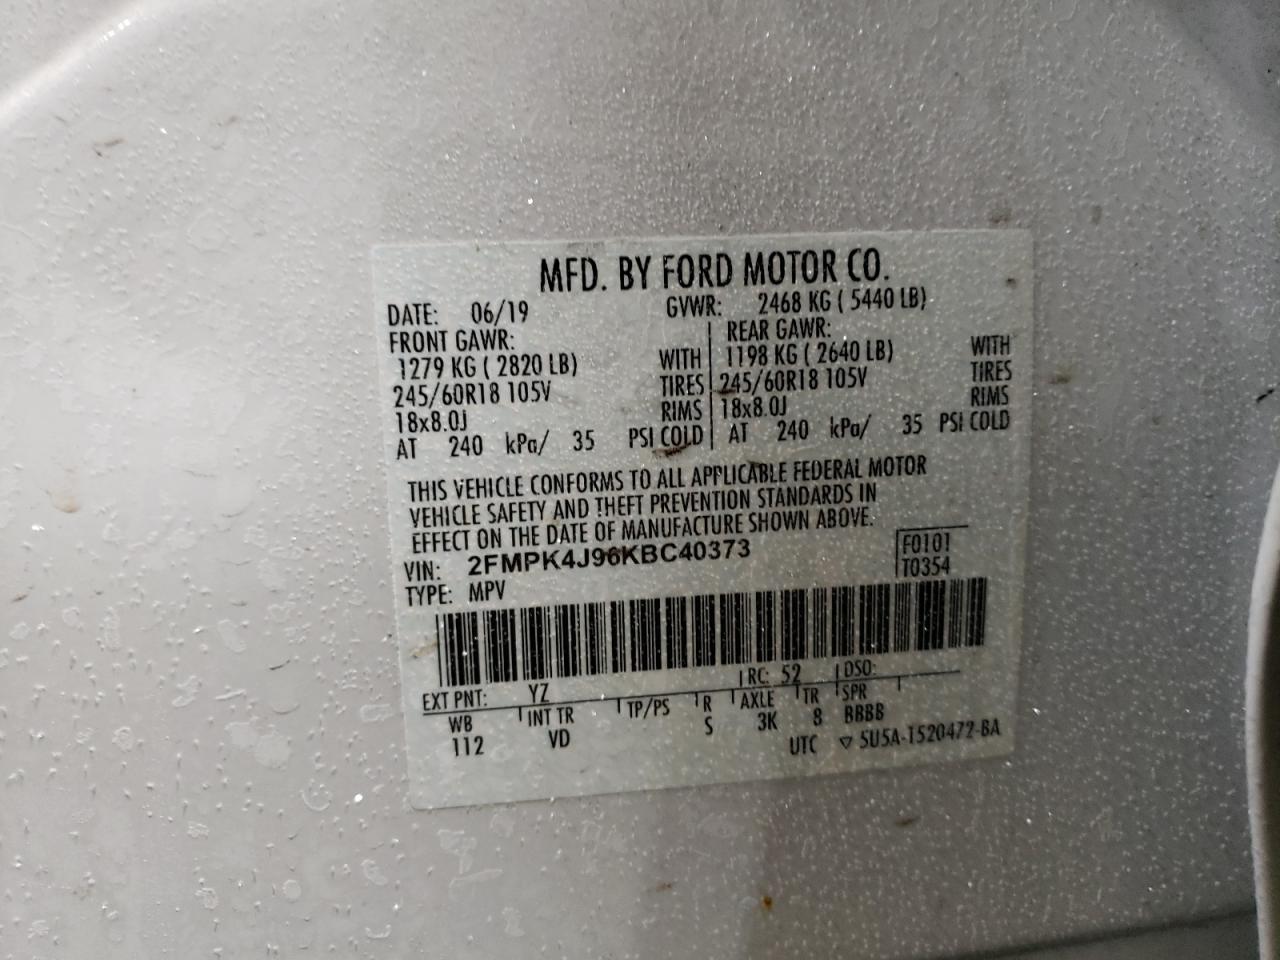 MFD. BY FORD MOTOR CO.
DATE: 06/19 GVWR: 2468 KG ( 5440 LB)
FRONT GAWR: REAR GAWR:
1279 KG ( 2820 LB) WITH 1198 KG ( 2640 LB) WITH
245/60R18 105V TIRES 245/60R18 105V TIRES
18x8.0J RIMS 18x8.0J RIMS
AT 240 kPa/ 35 PSI COLD AT 240 kPa/ 35 PSI COLD
THIS VEHICLE CONFORMS TO ALL APPLICABLE FEDERAL MOTOR
VEHICLE SAFETY AND THEFT PREVENTION STANDARDS IN
EFFECT ON THE DATE OF MANUFACTURE SHOWN ABOVE.
VIN: 2FMPK4J96KBC40373 F0101
TYPE: MPV T0354
EXT PNT: YZ RC: 52 DSO:
WB INT TR TP/PS R AXLE TR SPR
112 VD S 3K 8 BBBB
UTC ▽ 5U5A-1520472-BA